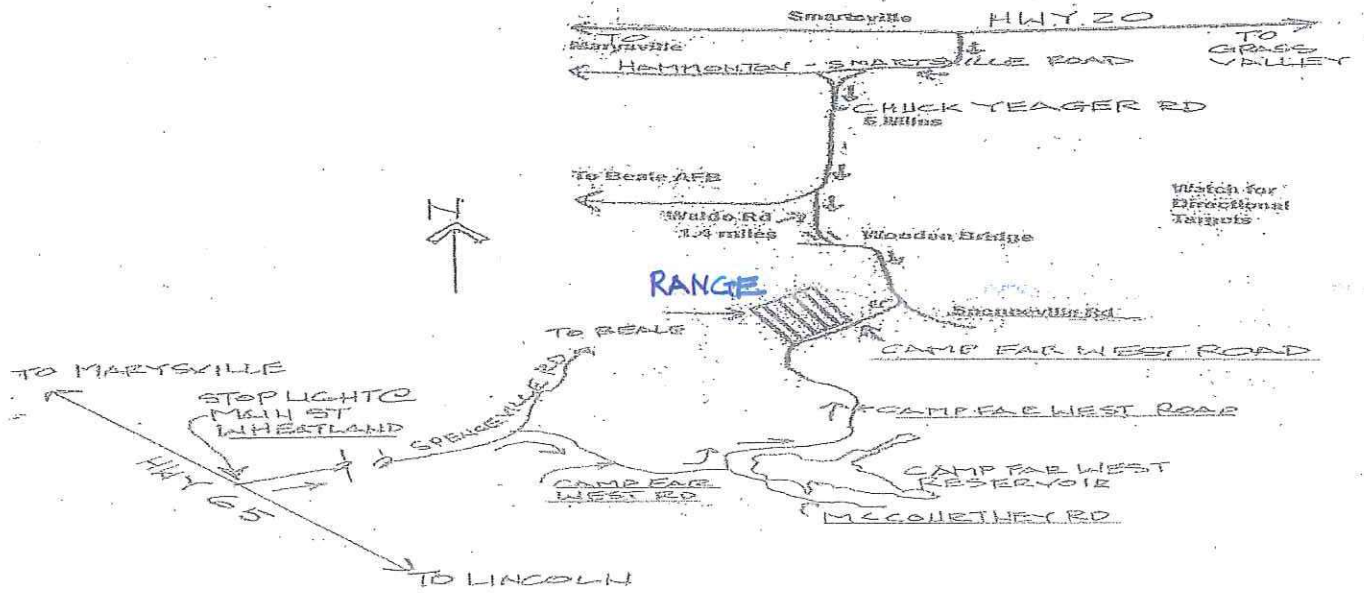 Smartsville
HWY. 20
TO
Marysville
TO
GRASS
VALLEY
HAMMONTON - SMARTSVILLE ROAD
CHUCK YEAGER RD
5 Miles
To Beale AFB
Watch for
Directional
Targets
N
Waldo Rd
1.4 miles
Wooden Bridge
RANGE
Spenceville Rd
TO BEALE
CAMP FAR WEST ROAD
TO MARYSVILLE
STOP LIGHT @
MAIN ST
WHEATLAND
SPENCEVILLE RD
CAMP FAR WEST ROAD
HWY 65
CAMP FAR
WEST RD
CAMP FAR WEST
RESERVOIR
MCCOURTNEY RD
TO LINCOLN